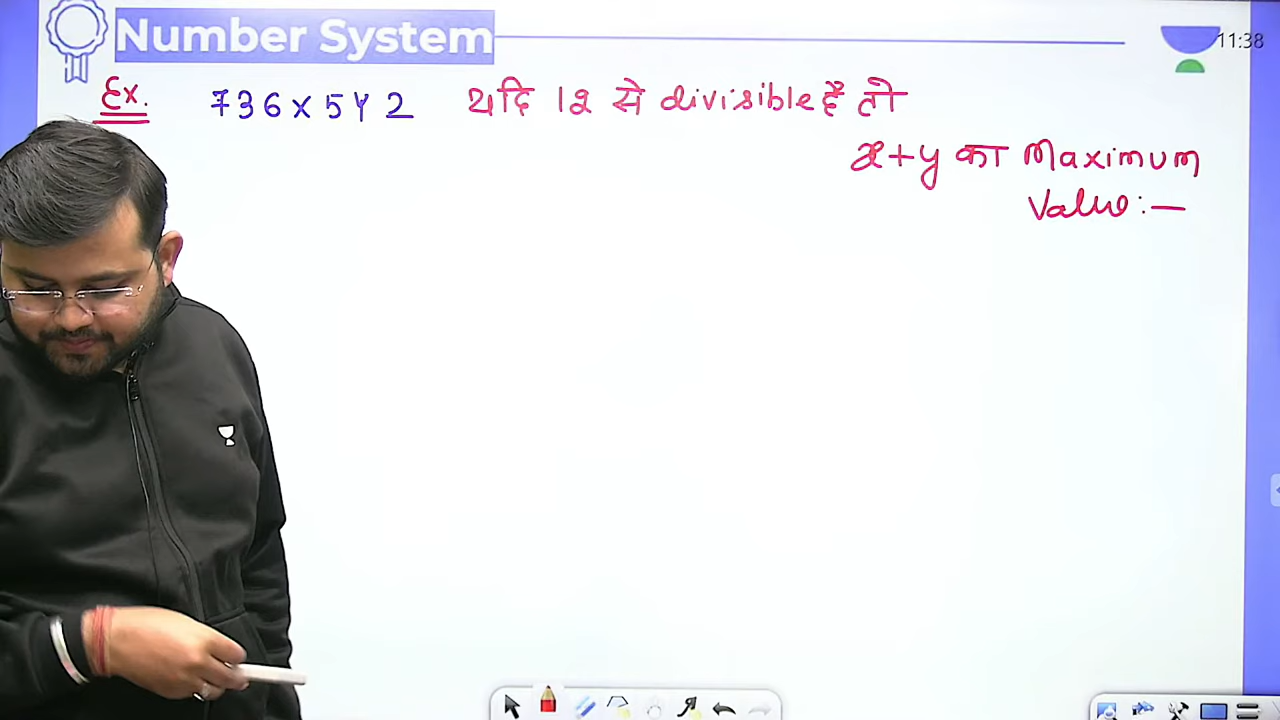 Number System
11:38
Ex. 736x5y2 यदि 12 से divisible है तो
x+y का Maximum
Value:—